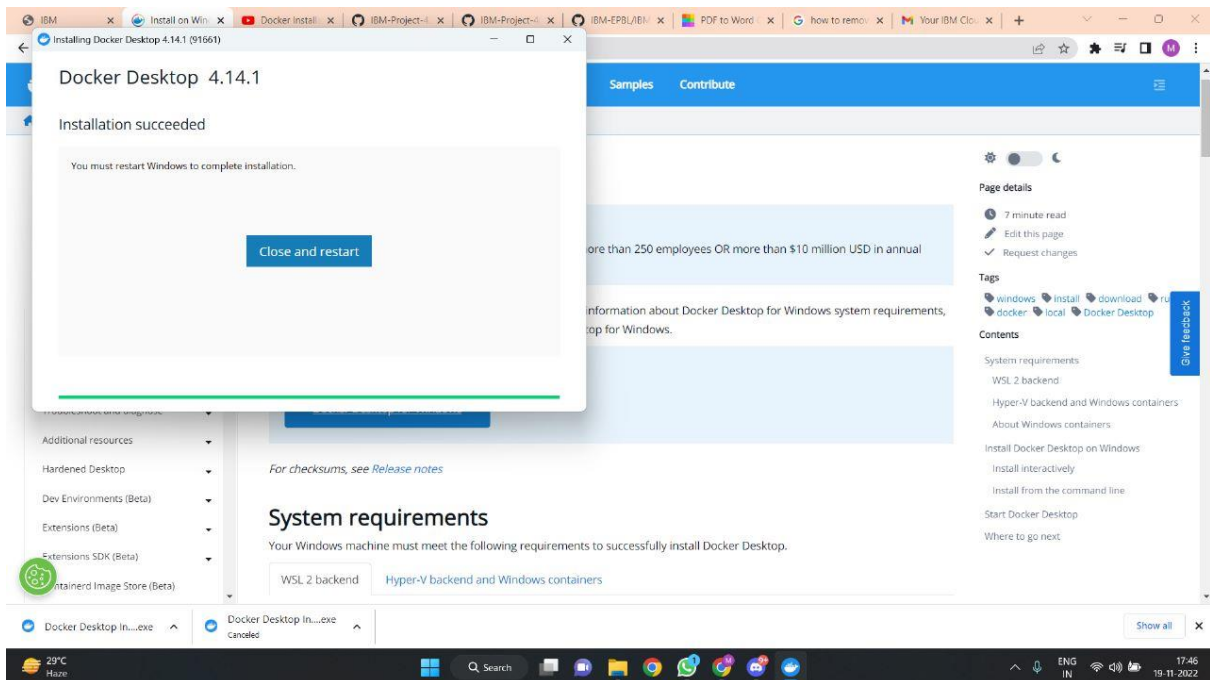 IBM
Install on Win
Docker Install
IBM-Project-4
IBM-Project-4
IBM-EPBL/IBM
PDF to Word
how to remov
Your IBM Clou
Installing Docker Desktop 4.14.1 (91661)
Docker Desktop 4.14.1
Installation succeeded
You must restart Windows to complete installation.
Close and restart
Samples
Contribute
ore than 250 employees OR more than $10 million USD in annual
information about Docker Desktop for Windows system requirements,
top for Windows.
Page details
7 minute read
Edit this page
Request changes
Tags
windows install download ru
docker local Docker Desktop
Give feedback
Contents
System requirements
WSL 2 backend
Hyper-V backend and Windows containers
About Windows containers
Install Docker Desktop on Windows
Install interactively
Install from the command line
Start Docker Desktop
Where to go next
Additional resources
Hardened Desktop
Dev Environments (Beta)
Extensions (Beta)
Extensions SDK (Beta)
ntainerd Image Store (Beta)
For checksums, see Release notes
System requirements
Your Windows machine must meet the following requirements to successfully install Docker Desktop.
WSL 2 backend
Hyper-V backend and Windows containers
Docker Desktop In....exe
Docker Desktop In....exe
Canceled
Show all
29°C
Haze
Search
ENG
IN
17:46
19-11-2022